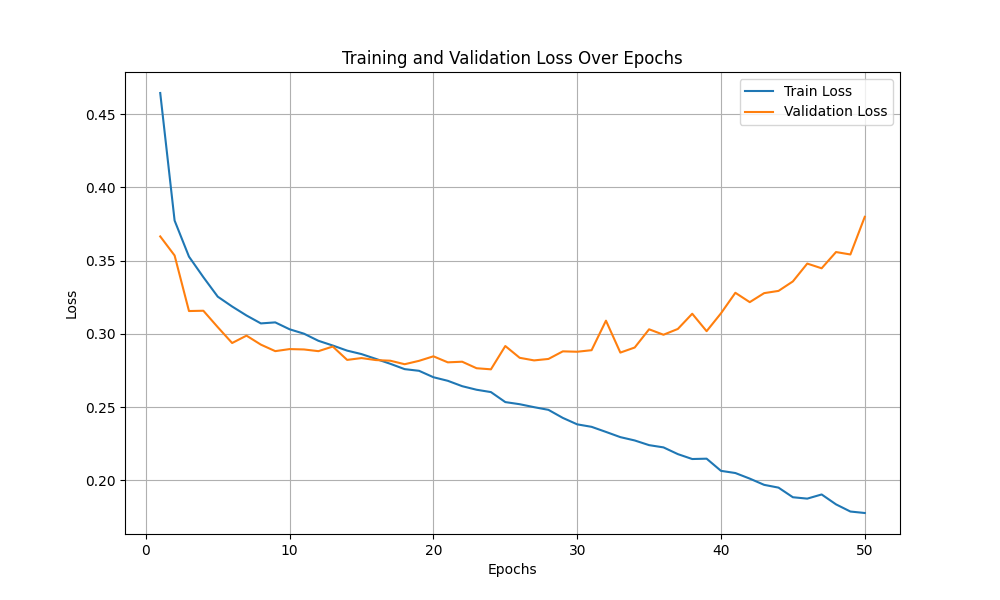 Training and Validation Loss Over Epochs
Train Loss
Validation Loss
0.45
0.40
0.35
0.30
0.25
0.20
Loss
0 10 20 30 40 50
Epochs